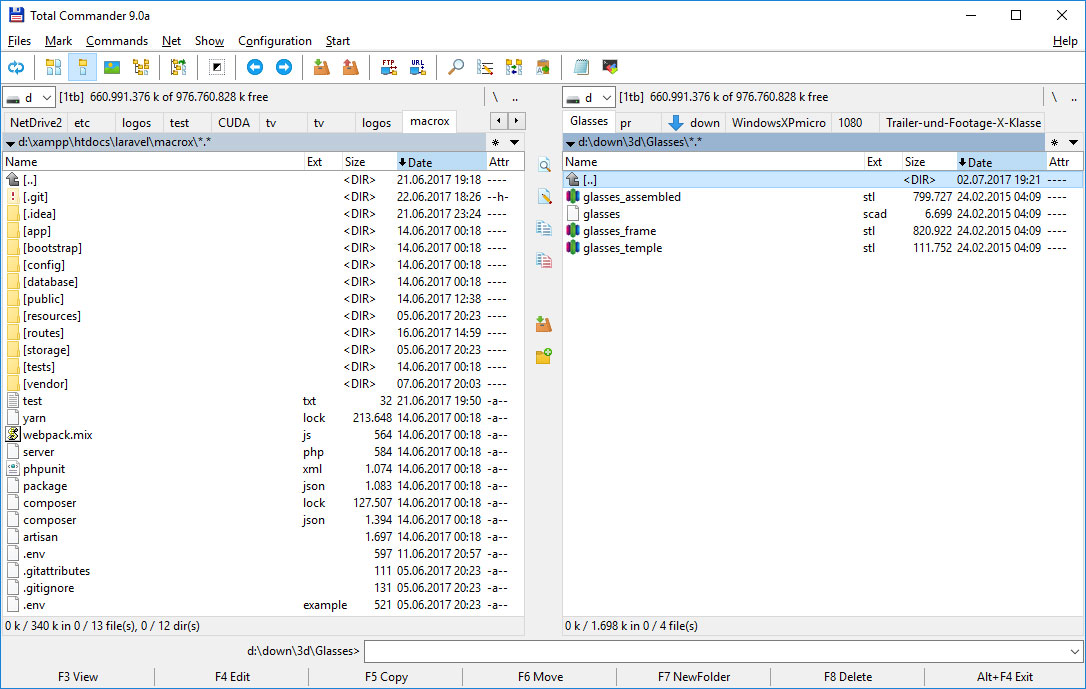 Total Commander 9.0a
Files Mark Commands Net Show Configuration Start Help
FTP URL
d [1tb] 660.991.376 k of 976.760.828 k free \ .. d [1tb] 660.991.376 k of 976.760.828 k free \ ..
NetDrive2 etc logos test CUDA tv tv logos macrox Glasses pr down WindowsXPmicro 1080 Trailer-und-Footage-X-Klasse
d:\xampp\htdocs\laravel\macrox\*.* * d:\down\3d\Glasses\*.* *
Name Ext Size Date Attr
[..] <DIR> 21.06.2017 19:18 ----
[.git] <DIR> 22.06.2017 18:26 --h-
[.idea] <DIR> 21.06.2017 23:24 ----
[app] <DIR> 14.06.2017 00:18 ----
[bootstrap] <DIR> 14.06.2017 00:18 ----
[config] <DIR> 14.06.2017 00:18 ----
[database] <DIR> 14.06.2017 00:18 ----
[public] <DIR> 14.06.2017 12:38 ----
[resources] <DIR> 05.06.2017 20:23 ----
[routes] <DIR> 16.06.2017 14:59 ----
[storage] <DIR> 05.06.2017 20:23 ----
[tests] <DIR> 14.06.2017 00:18 ----
[vendor] <DIR> 07.06.2017 20:03 ----
test txt 32 21.06.2017 19:50 -a--
yarn lock 213.648 14.06.2017 00:18 -a--
webpack.mix js 564 14.06.2017 00:18 -a--
server php 584 14.06.2017 00:18 -a--
phpunit xml 1.074 14.06.2017 00:18 -a--
package json 1.083 14.06.2017 00:18 -a--
composer lock 127.507 14.06.2017 00:18 -a--
composer json 1.394 14.06.2017 00:18 -a--
artisan 1.697 14.06.2017 00:18 -a--
.env 597 11.06.2017 20:57 -a--
.gitattributes 111 05.06.2017 20:23 -a--
.gitignore 131 05.06.2017 20:23 -a--
.env example 521 05.06.2017 20:23 -a--
0 k / 340 k in 0 / 13 file(s), 0 / 12 dir(s)
Name Ext Size Date Attr
[..] <DIR> 02.07.2017 19:21 ----
glasses_assembled stl 799.727 24.02.2015 04:09 ----
glasses scad 6.699 24.02.2015 04:09 ----
glasses_frame stl 820.922 24.02.2015 04:09 ----
glasses_temple stl 111.752 24.02.2015 04:09 ----
0 k / 1.698 k in 0 / 4 file(s)
d:\down\3d\Glasses>
F3 View F4 Edit F5 Copy F6 Move F7 NewFolder F8 Delete Alt+F4 Exit